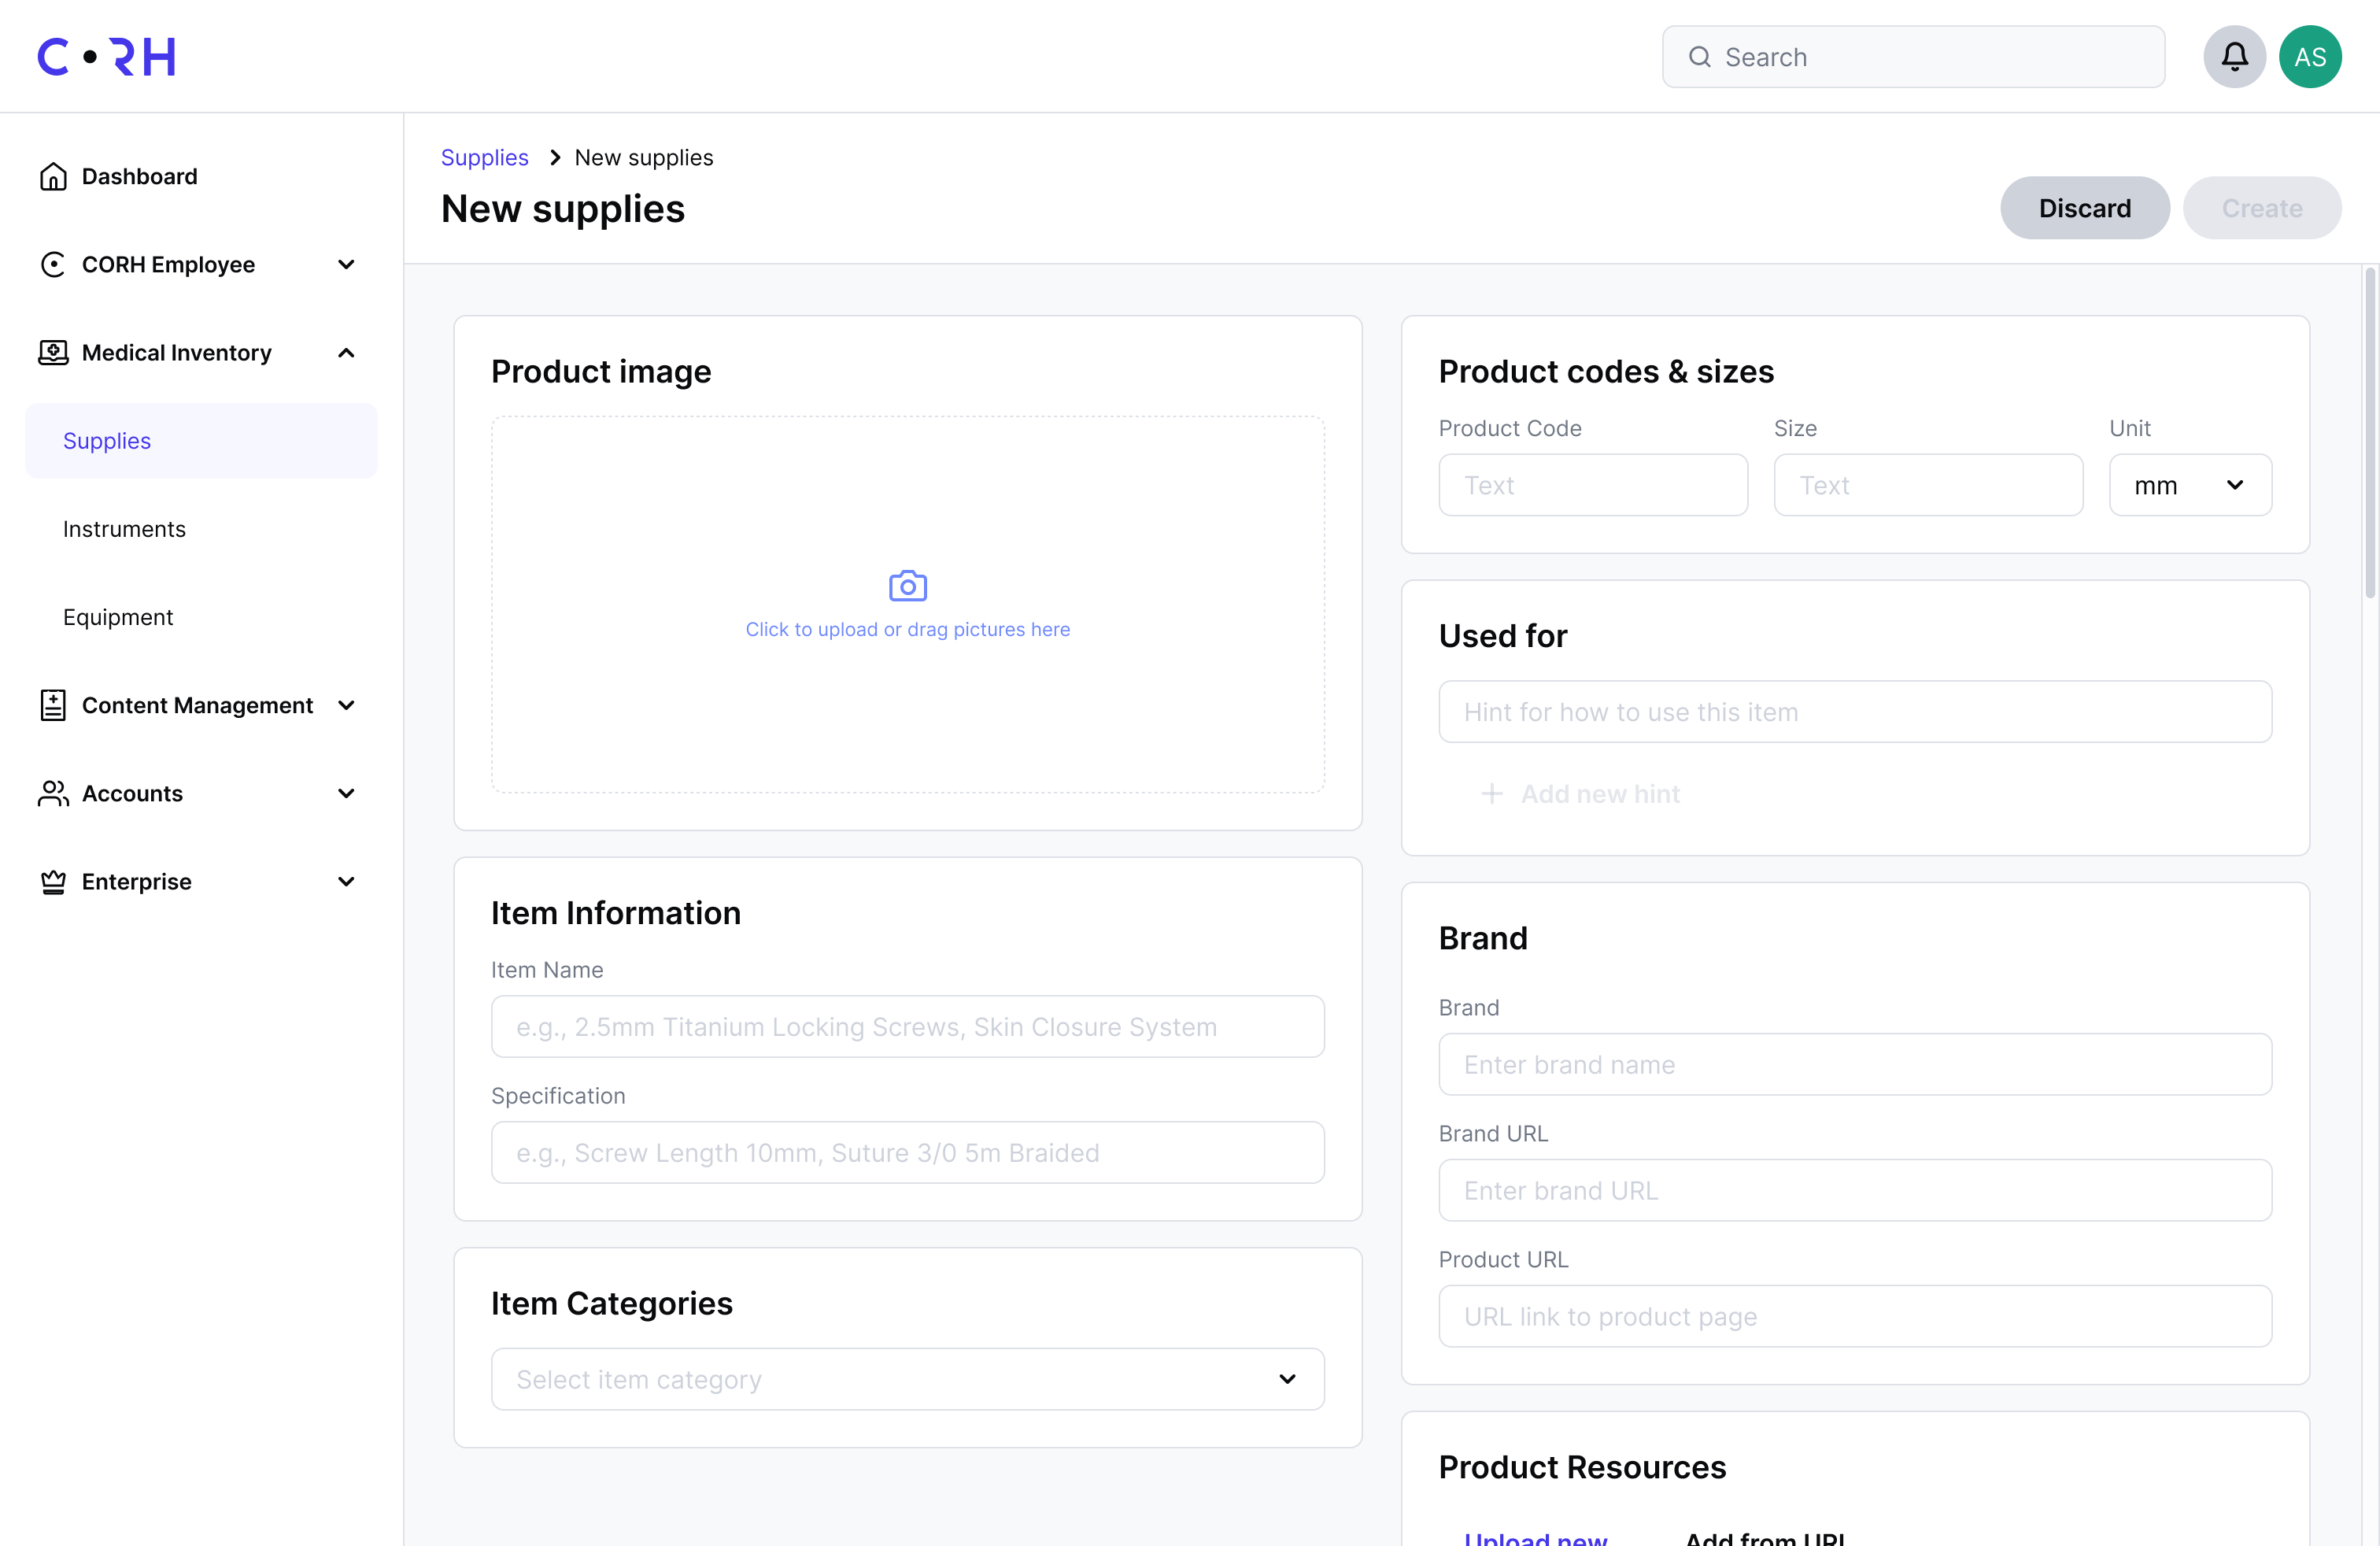 C•RH
Search
AS
Dashboard
CORH Employee
Medical Inventory
Supplies
Instruments
Equipment
Content Management
Accounts
Enterprise
Supplies > New supplies
New supplies
Discard
Create
Product image
Click to upload or drag pictures here
Item Information
Item Name
e.g., 2.5mm Titanium Locking Screws, Skin Closure System
Specification
e.g., Screw Length 10mm, Suture 3/0 5m Braided
Item Categories
Select item category
Product codes & sizes
Product Code
Size
Unit
Text
Text
mm
Used for
Hint for how to use this item
+ Add new hint
Brand
Brand
Enter brand name
Brand URL
Enter brand URL
Product URL
URL link to product page
Product Resources
Upload new
Add from URL